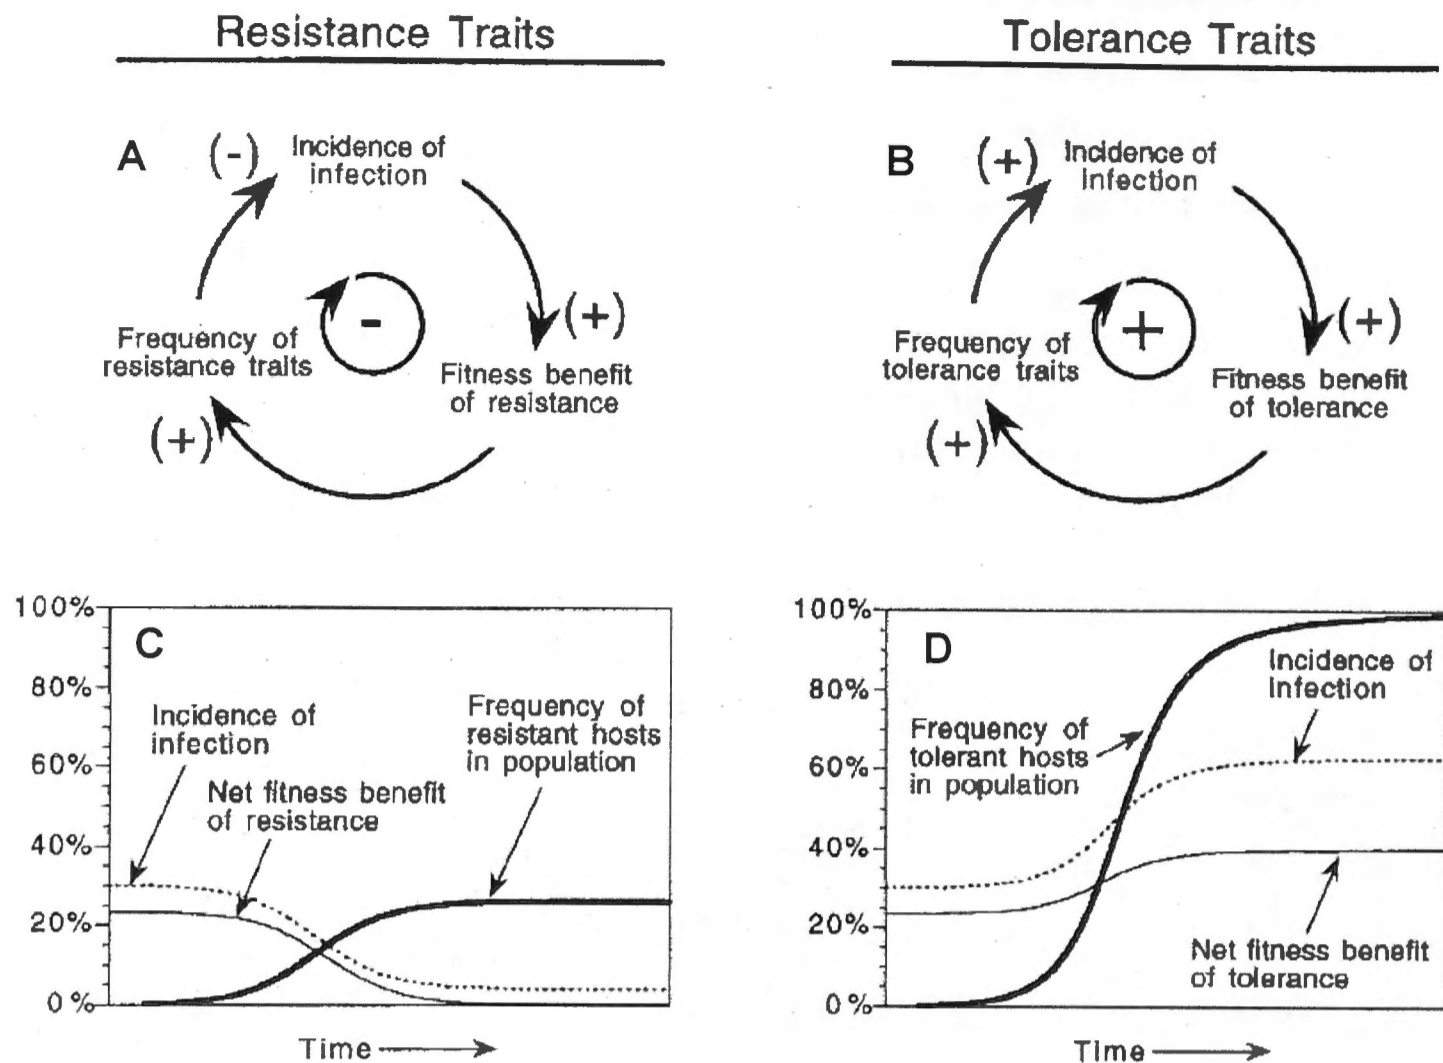 Resistance Traits
A
(-)
Incidence of
infection
(+)
Fitness benefit
of resistance
(+)
Frequency of
resistance traits
-
Tolerance Traits
B
(+)
Incidence of
infection
(+)
Fitness benefit
of tolerance
(+)
Frequency of
tolerance traits
+
100%
80%
60%
40%
20%
0%
C
Incidence of
infection
Net fitness benefit
of resistance
Frequency of
resistant hosts
in population
Time
100%
80%
60%
40%
20%
0%
D
Frequency of
tolerant hosts
in population
Incidence of
infection
Net fitness benefit
of tolerance
Time